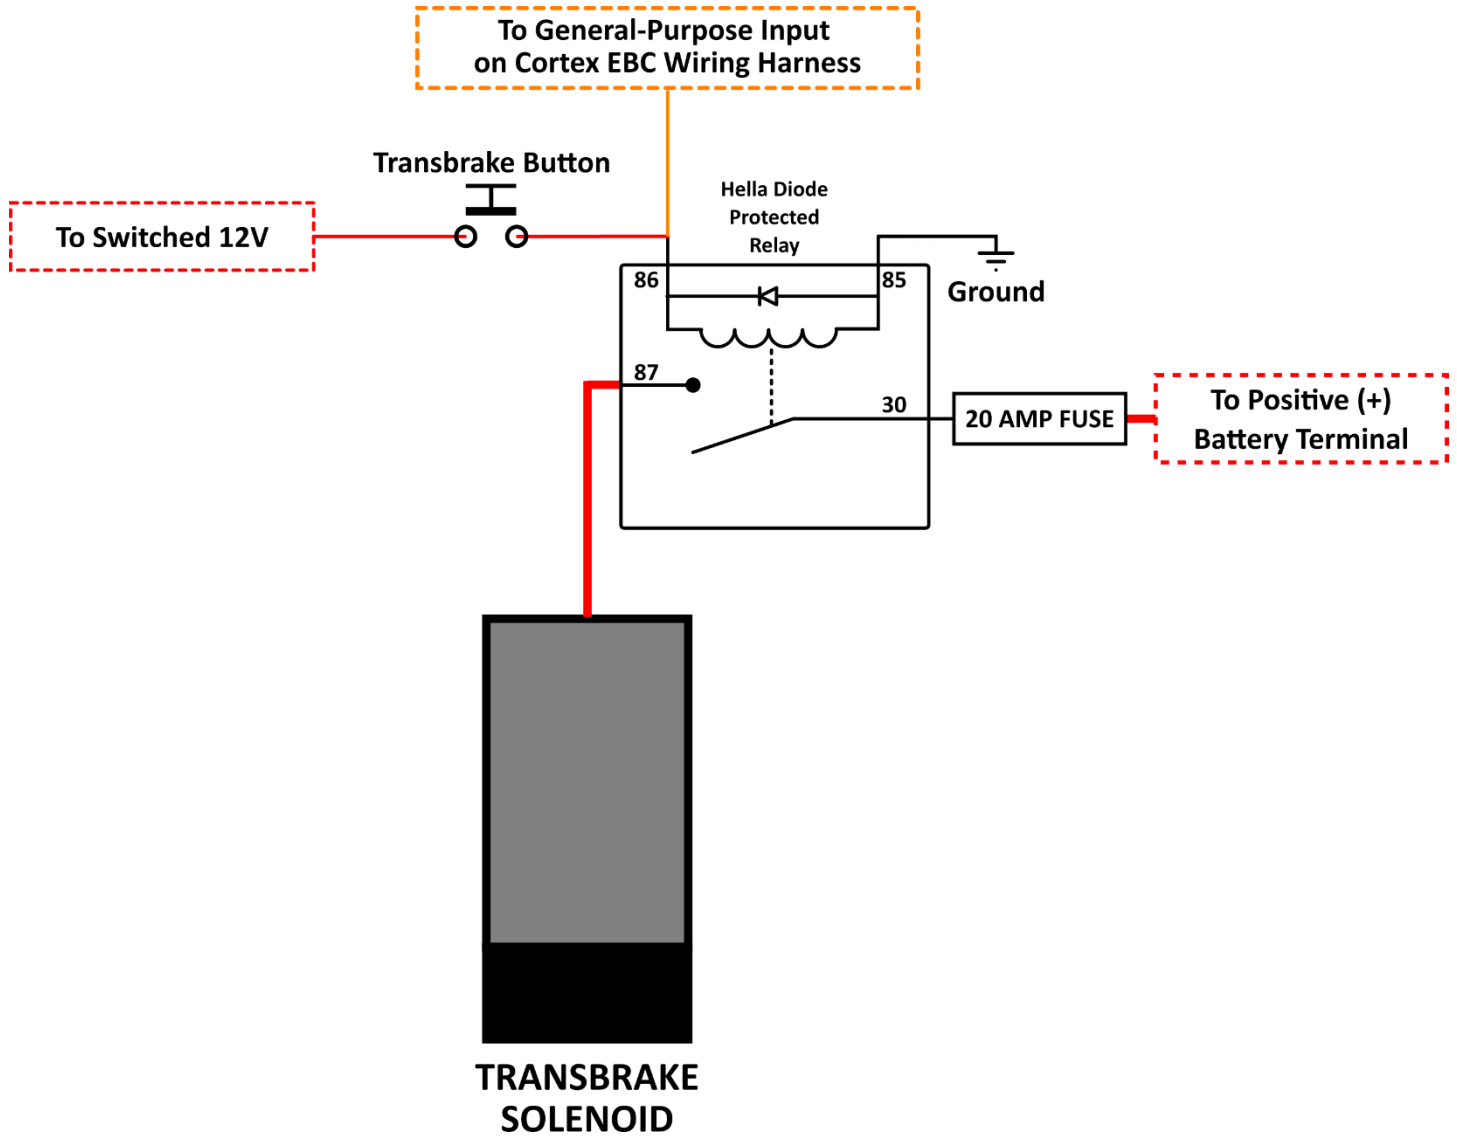 To General-Purpose Input
on Cortex EBC Wiring Harness
Transbrake Button
To Switched 12V
Hella Diode
Protected
Relay
86
85
Ground
87
30
20 AMP FUSE
To Positive (+)
Battery Terminal
TRANSBRAKE
SOLENOID